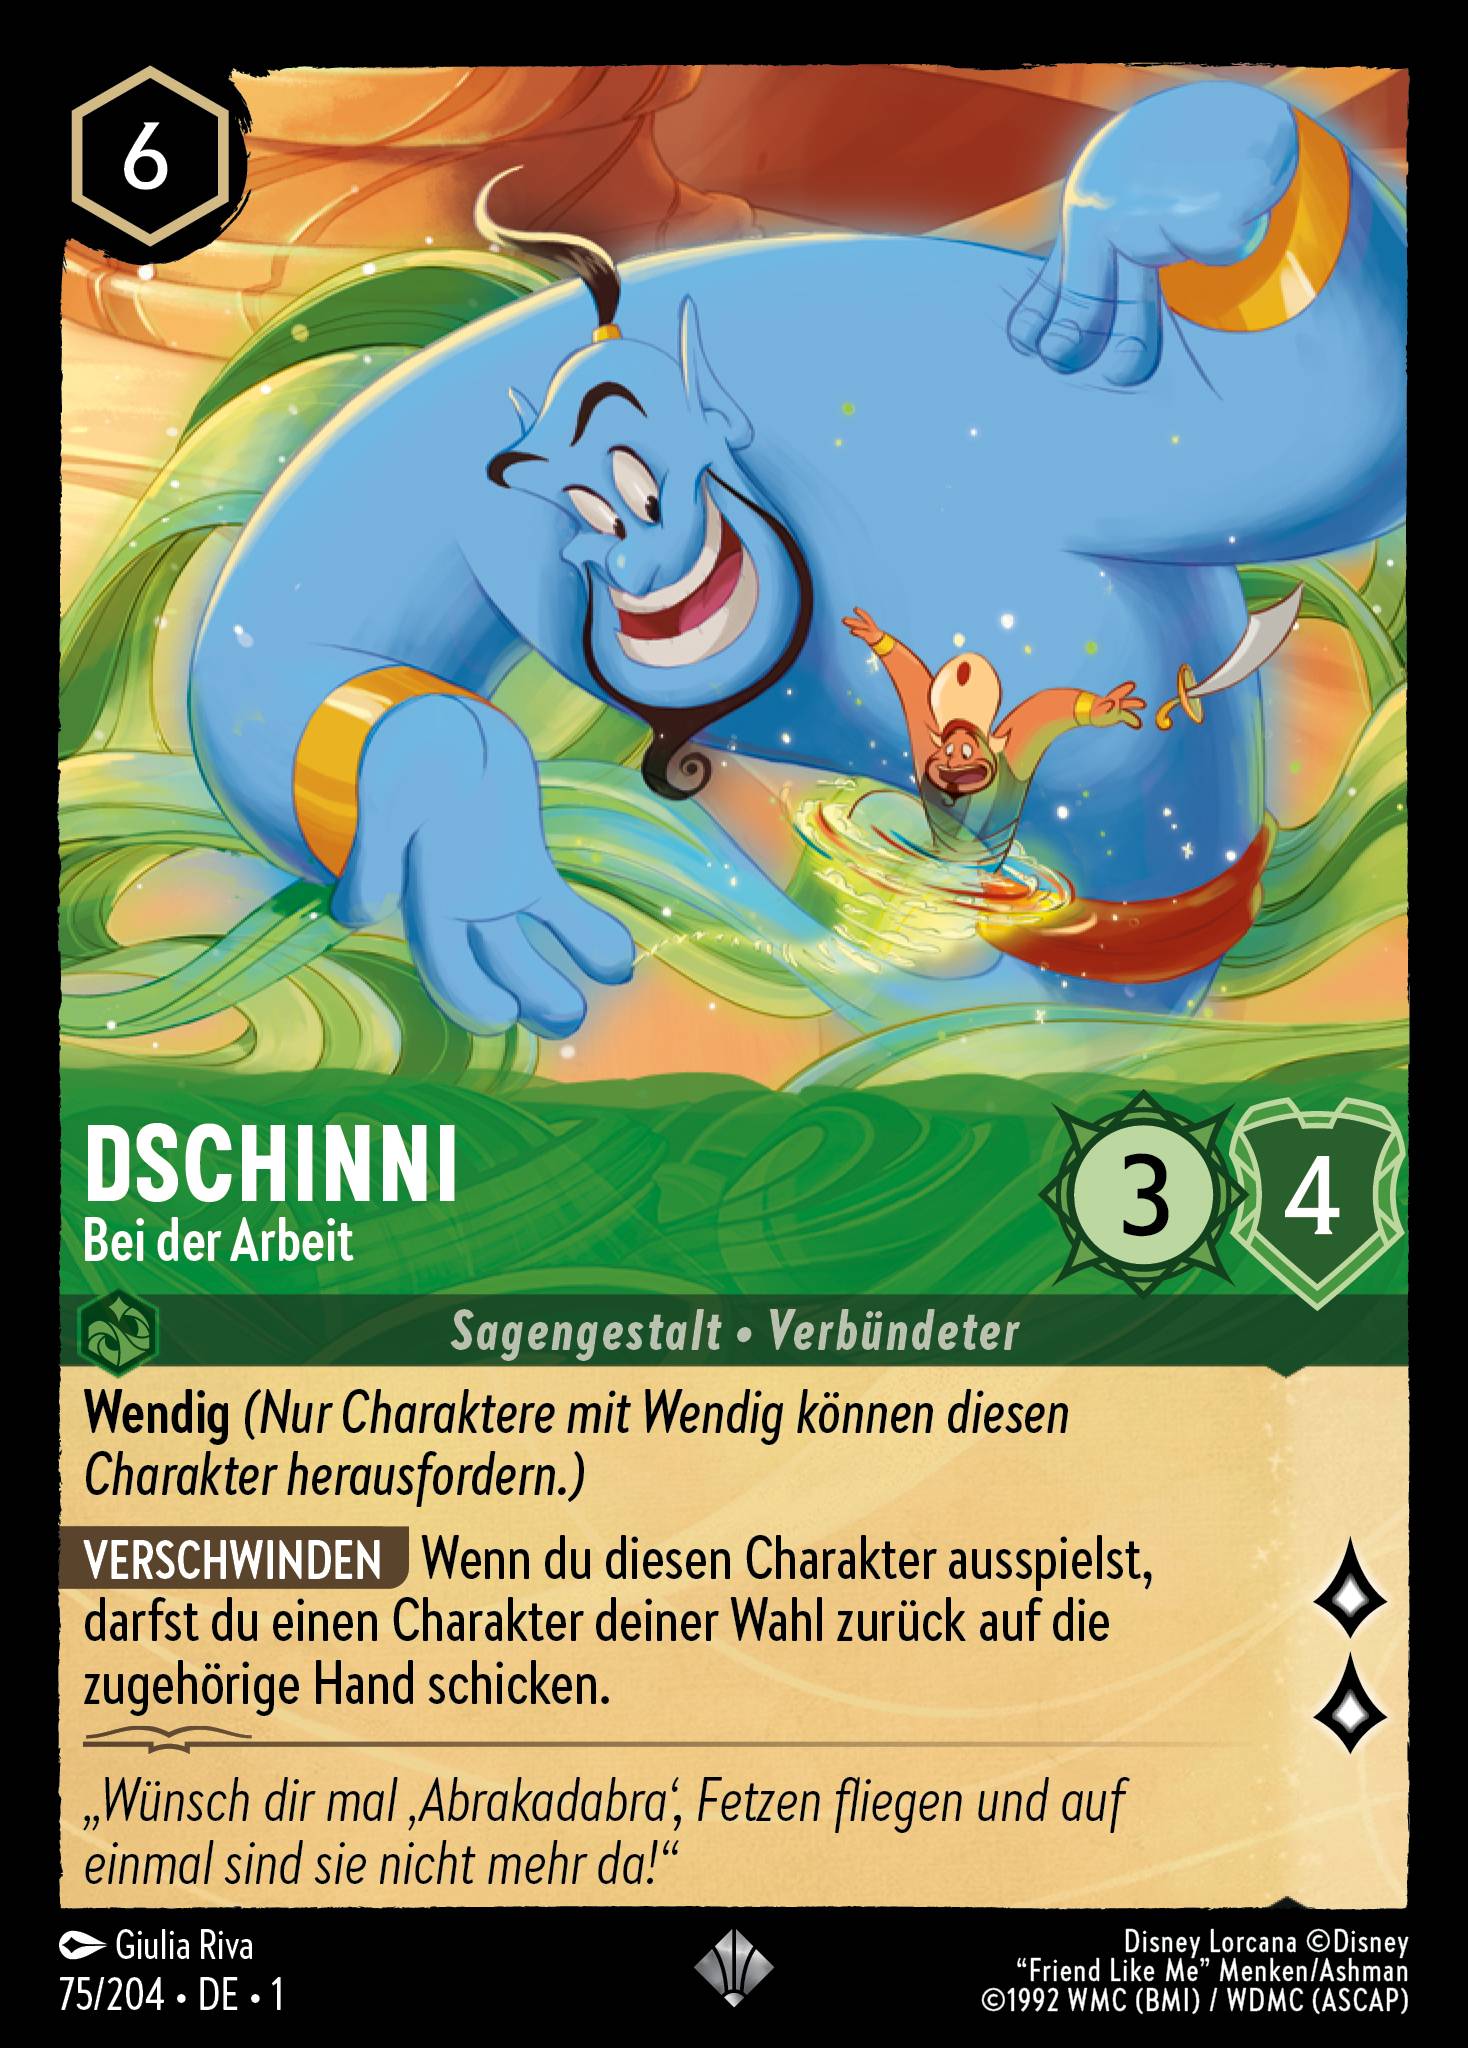 6
DSCHINNI
Bei der Arbeit
3
4
Sagengestalt • Verbündeter
Wendig (Nur Charaktere mit Wendig können diesen
Charakter herausfordern.)
VERSCHWINDEN Wenn du diesen Charakter ausspielst,
darfst du einen Charakter deiner Wahl zurück auf die
zugehörige Hand schicken.
„Wünsch dir mal ‚Abrakadabra‘, Fetzen fliegen und auf
einmal sind sie nicht mehr da!“
Giulia Riva
75/204 • DE • 1
Disney Lorcana ©Disney
“Friend Like Me” Menken/Ashman
©1992 WMC (BMI) / WDMC (ASCAP)